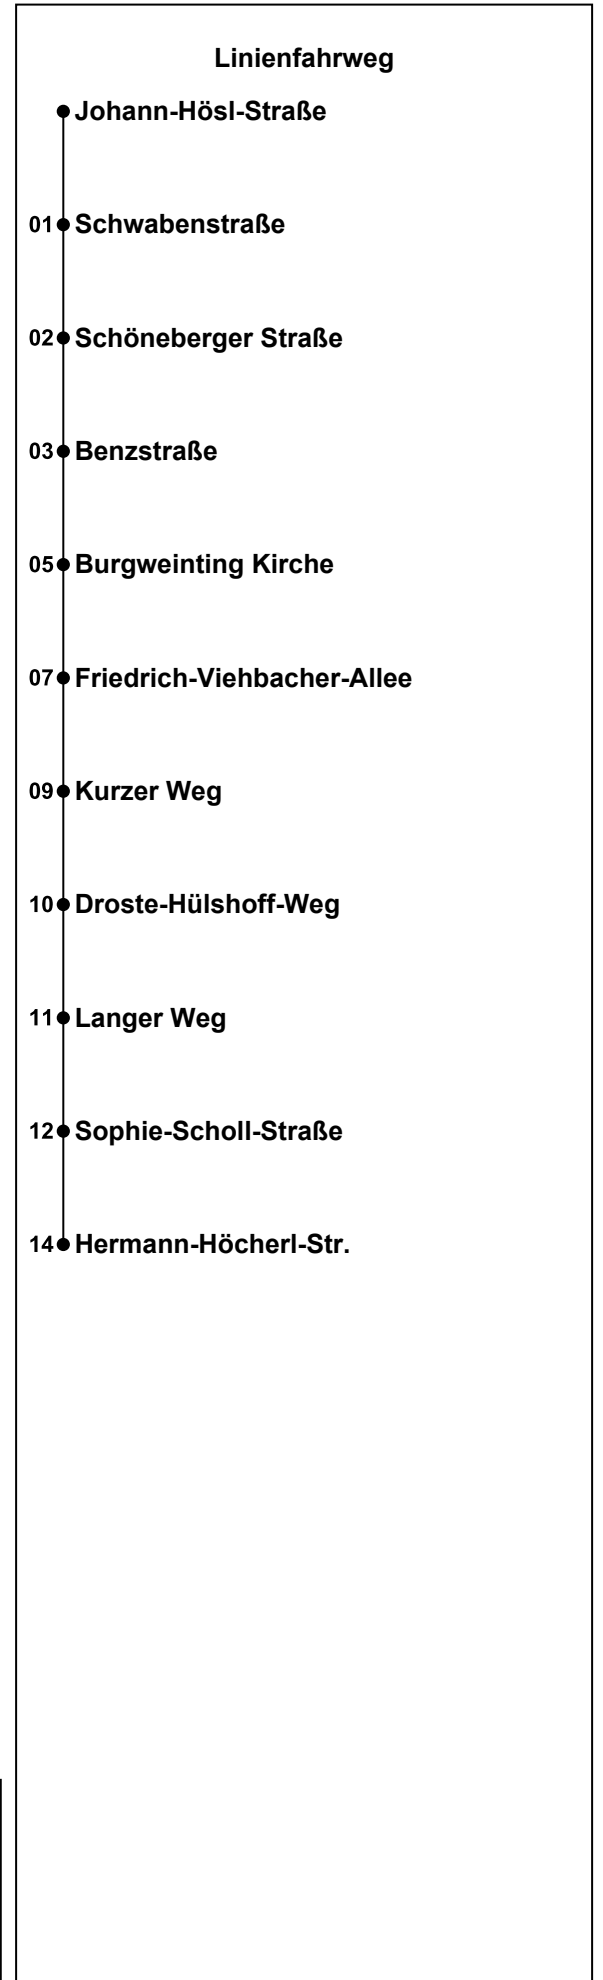 Linienfahrweg
Johann-Hösl-Straße
01 Schwabenstraße
02 Schöneberger Straße
03 Benzstraße
05 Burgweinting Kirche
07 Friedrich-Viehbacher-Allee
09 Kurzer Weg
10 Droste-Hülshoff-Weg
11 Langer Weg
12 Sophie-Scholl-Straße
14 Hermann-Höcherl-Str.